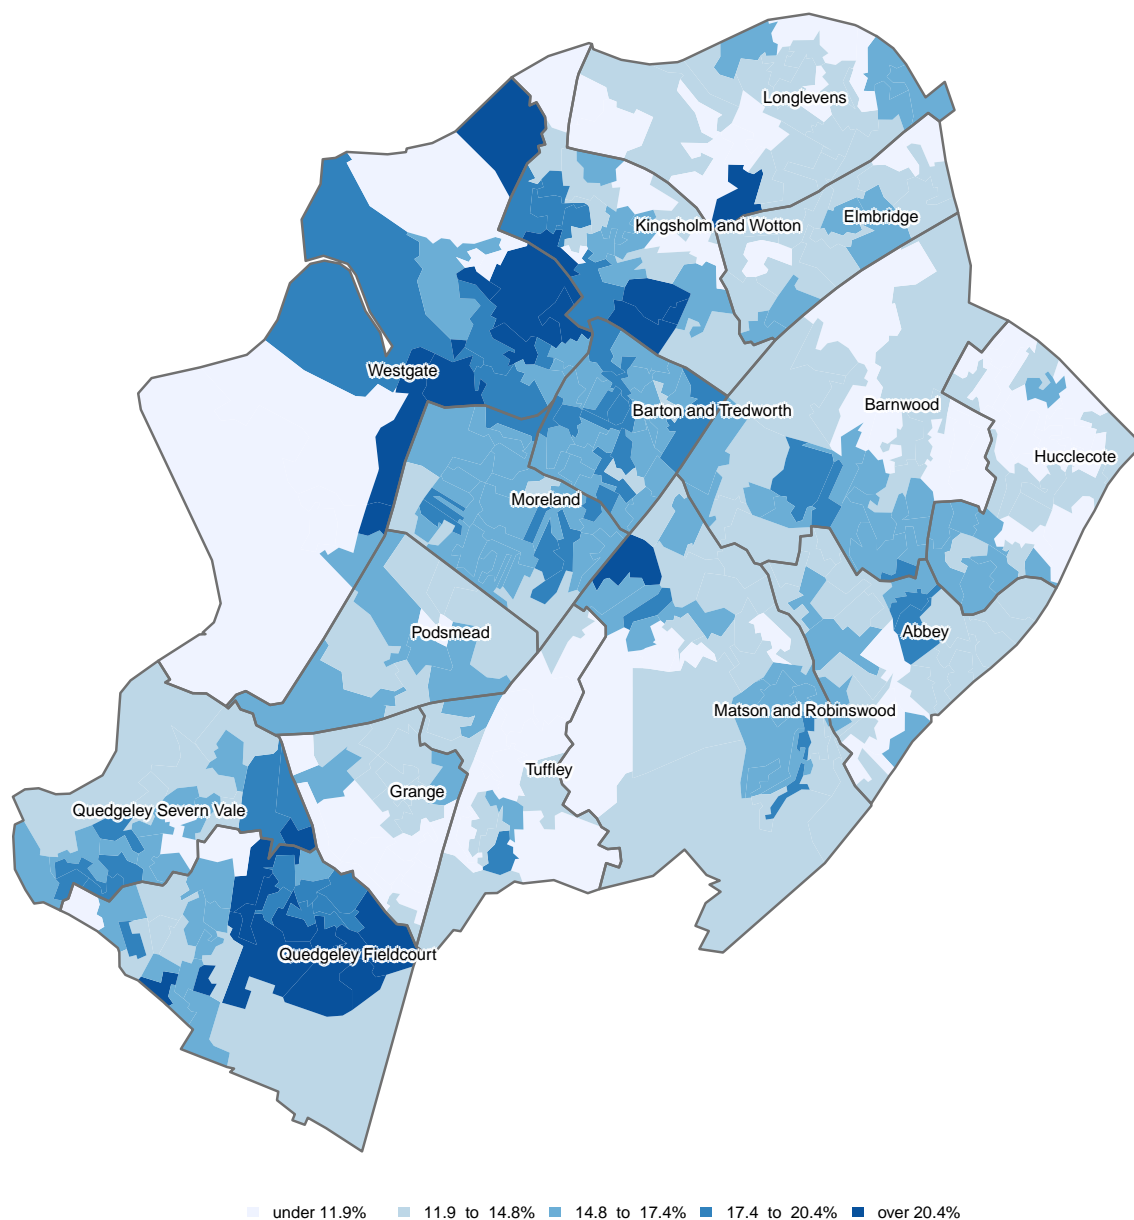 Longlevens
Elmbridge
Kingsholm and Wotton
Westgate
Barnwood
Barton and Tredworth
Hucclecote
Moreland
Podsmead
Abbey
Matson and Robinswood
Tuffley
Grange
Quedgeley Severn Vale
Quedgeley Fieldcourt
under 11.9% 11.9 to 14.8% 14.8 to 17.4% 17.4 to 20.4% over 20.4%